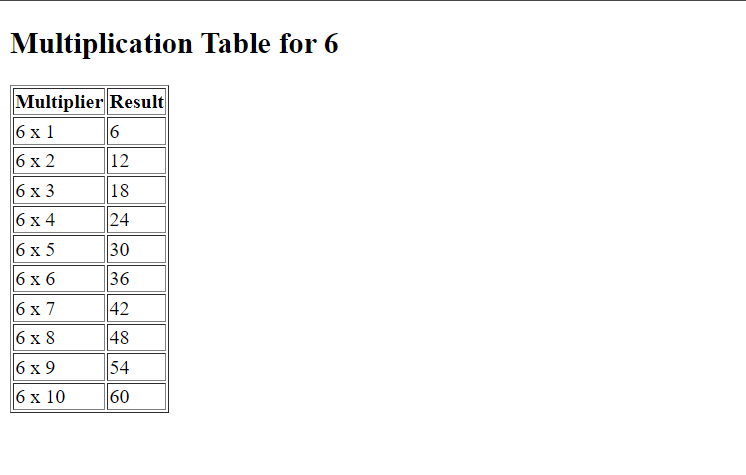 Multiplication Table for 6
Multiplier Result
6 x 1 6
6 x 2 12
6 x 3 18
6 x 4 24
6 x 5 30
6 x 6 36
6 x 7 42
6 x 8 48
6 x 9 54
6 x 10 60